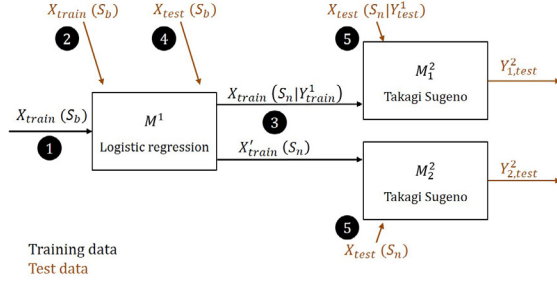 X_train (S_b)
X_test (S_b)
X_test (S_n|Y^1_test)
2
4
5
M^2_1
Takagi Sugeno
Y^2_1,test
X_train (S_n|Y^1_train)
X_train (S_b)
M^1
Logistic regression
3
1
X'_train (S_n)
M^2_2
Takagi Sugeno
Y^2_2,test
5
X_test (S_n)
Training data
Test data